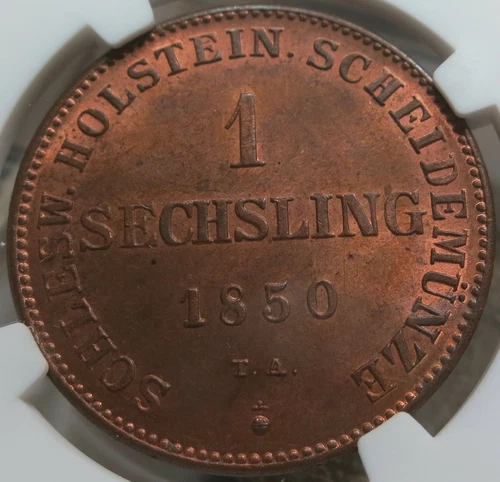 SCHLESW. HOLSTEIN. SCHEIDEMÜNZE
1
SECHSLING
1850
T.A.